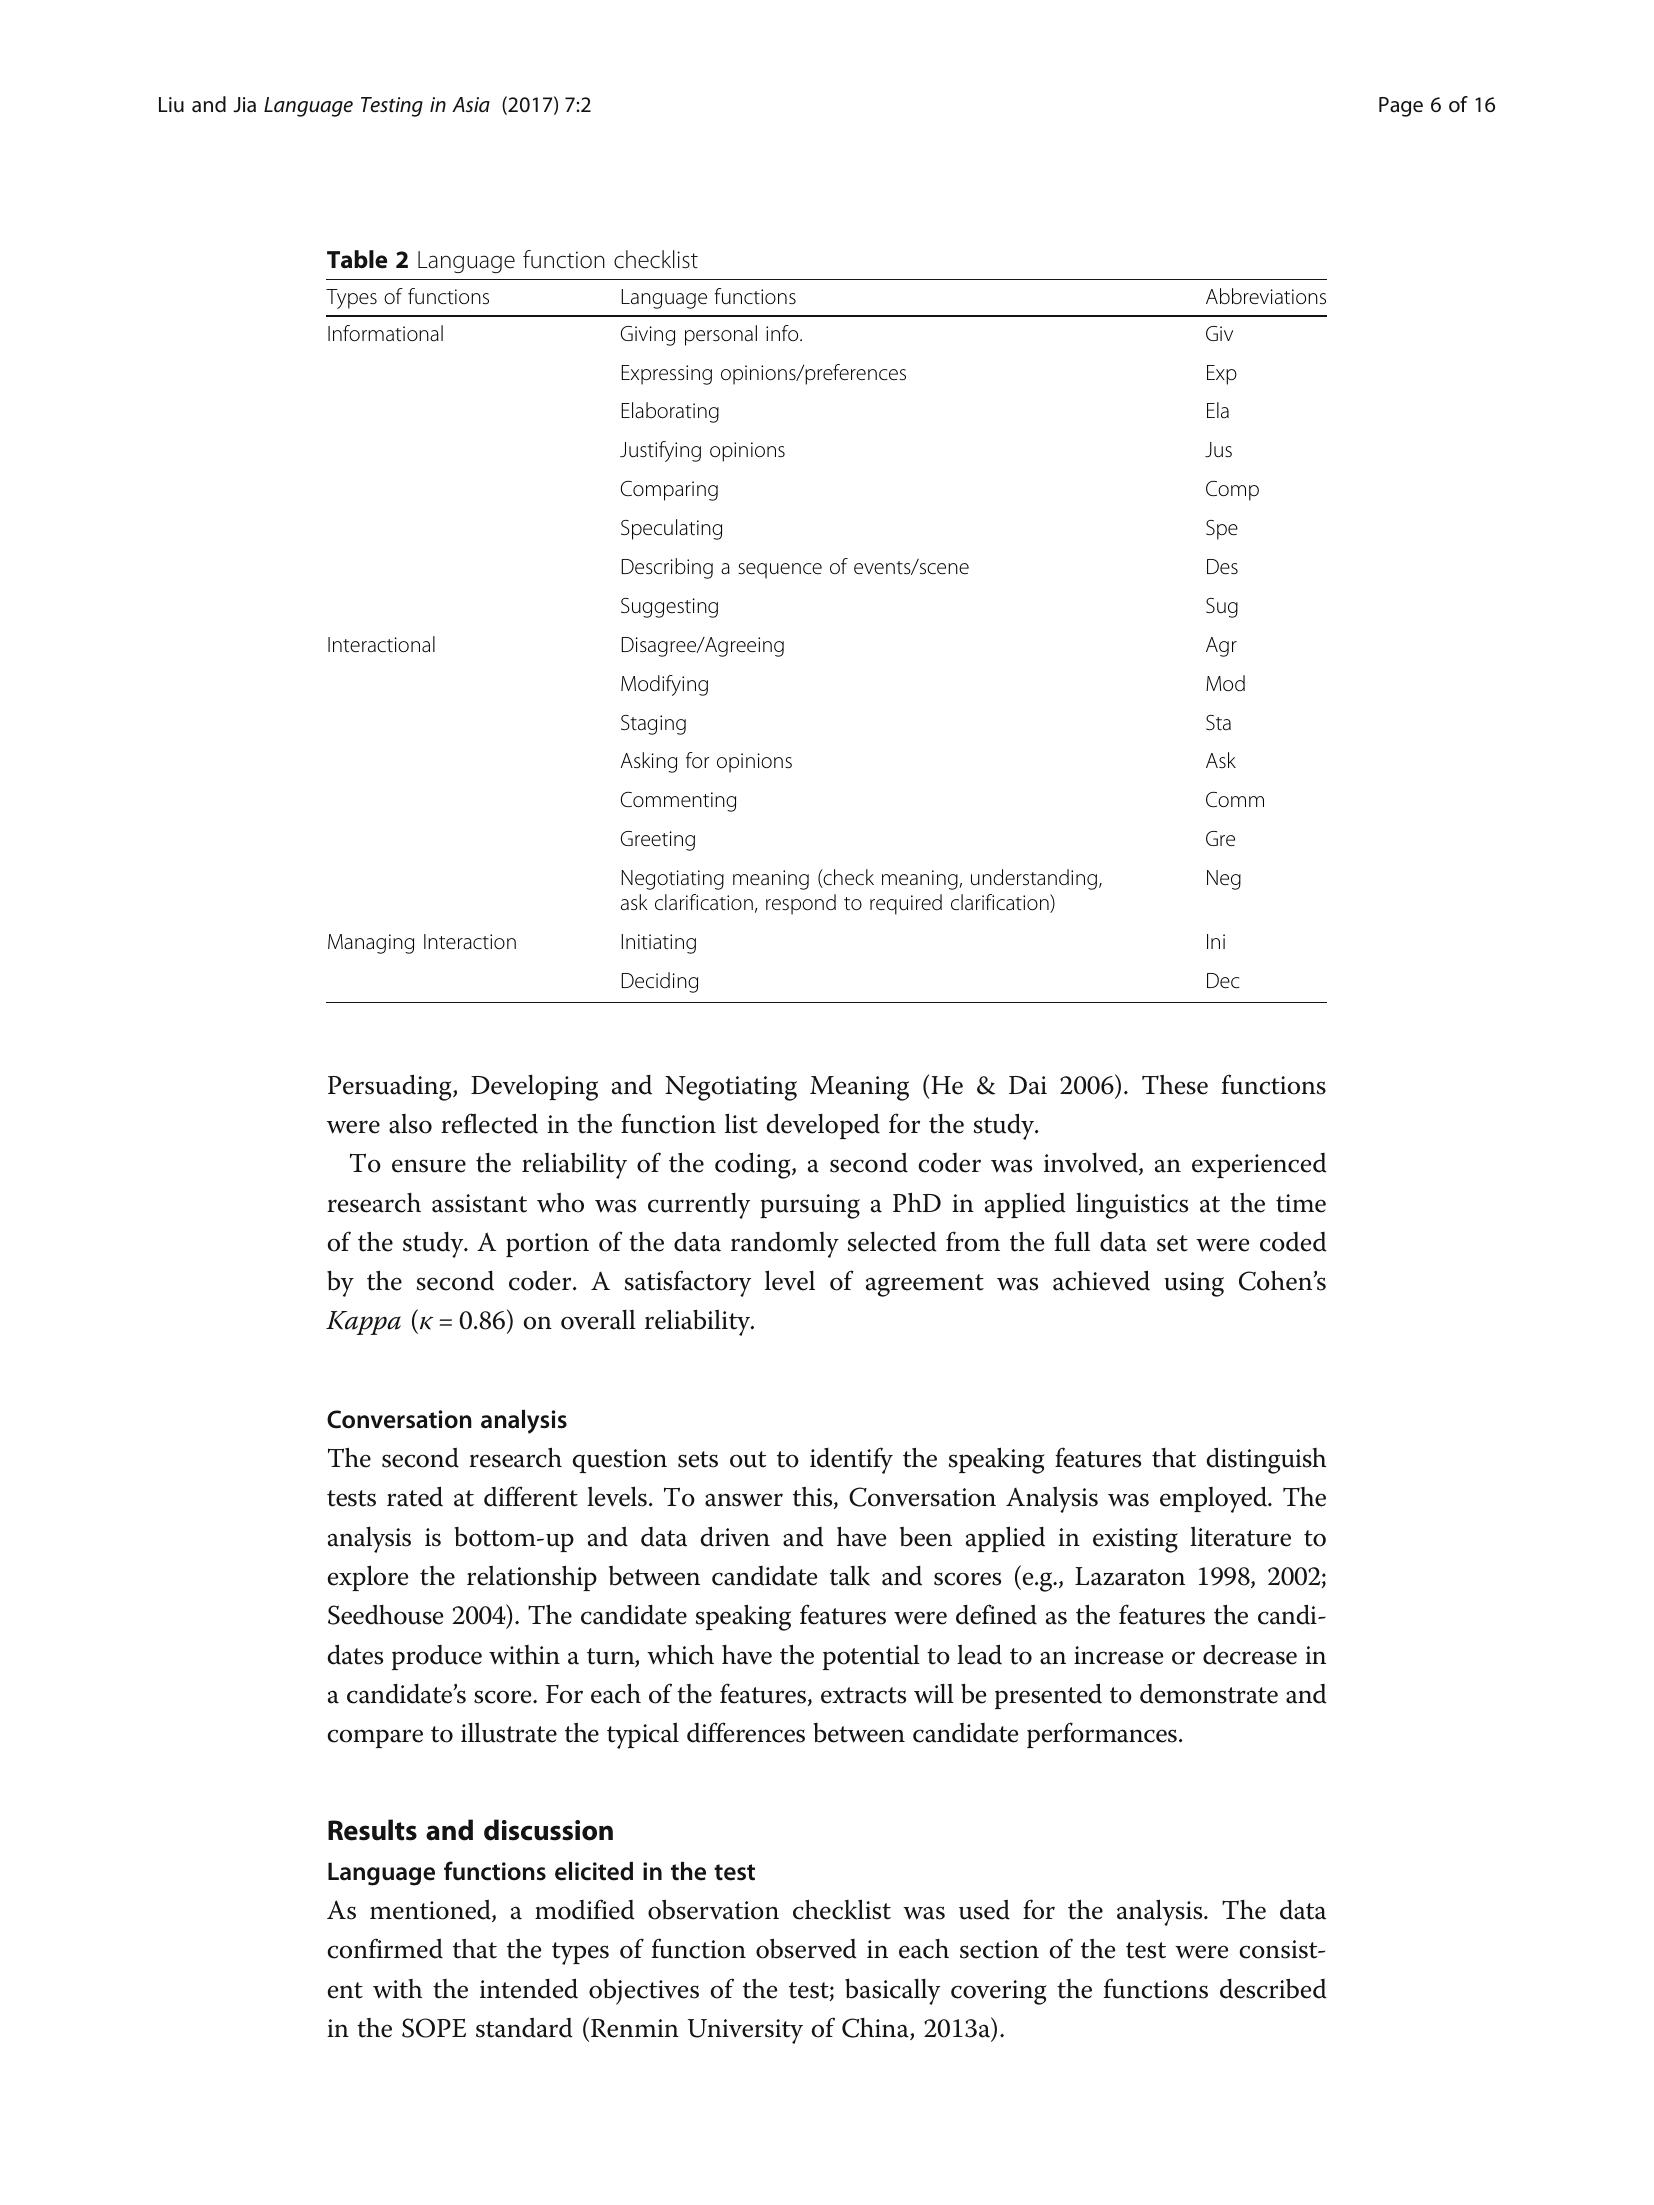 Liu and Jia Language Testing in Asia (2017) 7:2 Page 6 of 16
Table 2 Language function checklist
Types of functions Language functions Abbreviations
Informational Giving personal info. Giv
Expressing opinions/preferences Exp
Elaborating Ela
Justifying opinions Jus
Comparing Comp
Speculating Spe
Describing a sequence of events/scene Des
Suggesting Sug
Interactional Disagree/Agreeing Agr
Modifying Mod
Staging Sta
Asking for opinions Ask
Commenting Comm
Greeting Gre
Negotiating meaning (check meaning, understanding, Neg
ask clarification, respond to required clarification)
Managing Interaction Initiating Ini
Deciding Dec
Persuading, Developing and Negotiating Meaning (He & Dai 2006). These functions
were also reflected in the function list developed for the study.
To ensure the reliability of the coding, a second coder was involved, an experienced
research assistant who was currently pursuing a PhD in applied linguistics at the time
of the study. A portion of the data randomly selected from the full data set were coded
by the second coder. A satisfactory level of agreement was achieved using Cohen’s
Kappa (κ = 0.86) on overall reliability.
Conversation analysis
The second research question sets out to identify the speaking features that distinguish
tests rated at different levels. To answer this, Conversation Analysis was employed. The
analysis is bottom-up and data driven and have been applied in existing literature to
explore the relationship between candidate talk and scores (e.g., Lazaraton 1998, 2002;
Seedhouse 2004). The candidate speaking features were defined as the features the candi-
dates produce within a turn, which have the potential to lead to an increase or decrease in
a candidate’s score. For each of the features, extracts will be presented to demonstrate and
compare to illustrate the typical differences between candidate performances.
Results and discussion
Language functions elicited in the test
As mentioned, a modified observation checklist was used for the analysis. The data
confirmed that the types of function observed in each section of the test were consist-
ent with the intended objectives of the test; basically covering the functions described
in the SOPE standard (Renmin University of China, 2013a).